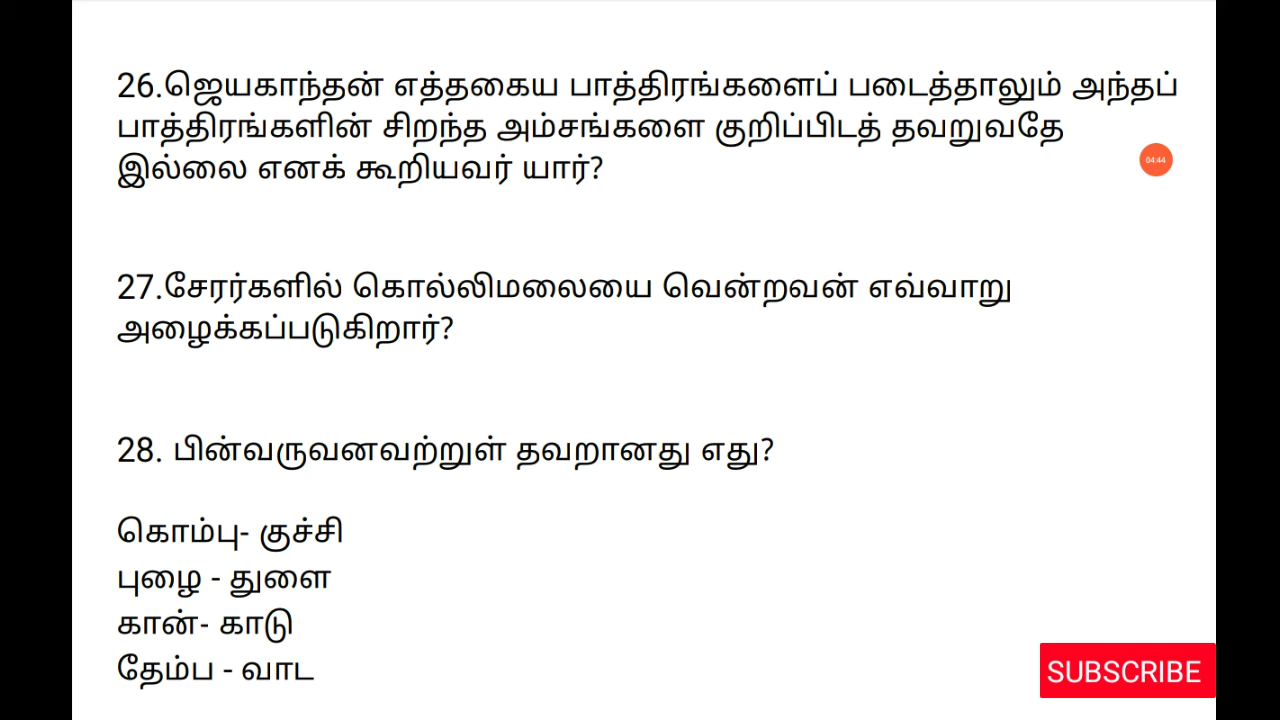 26.ஜெயகாந்தன் எத்தகைய பாத்திரங்களைப் படைத்தாலும் அந்தப்
பாத்திரங்களின் சிறந்த அம்சங்களை குறிப்பிடத் தவறுவதே
இல்லை எனக் கூறியவர் யார்?
04:44
27.சேரர்களில் கொல்லிமலையை வென்றவன் எவ்வாறு
அழைக்கப்படுகிறார்?
28. பின்வருவனவற்றுள் தவறானது எது?
கொம்பு- குச்சி
புழை - துளை
கான்- காடு
தேம்ப - வாட
SUBSCRIBE